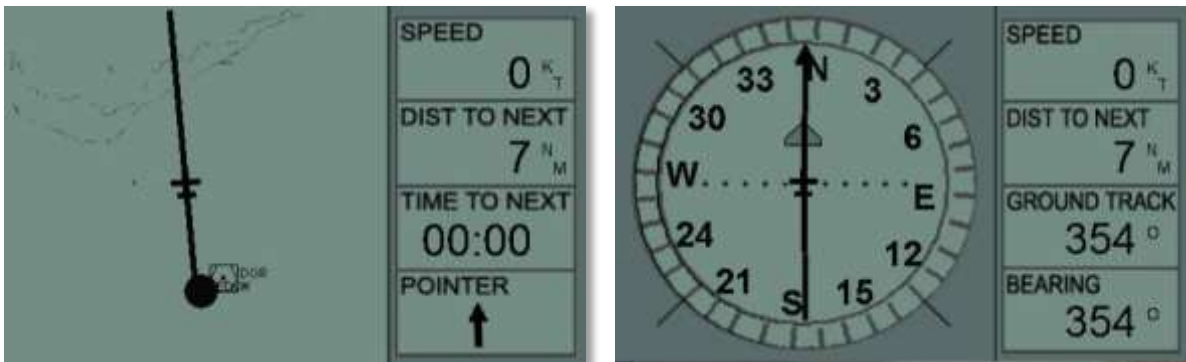 SPEED
0 KT
DIST TO NEXT
7 NM
TIME TO NEXT
00:00
POINTER
N
33
3
30
6
W
E
24
12
21
15
S
SPEED
0 KT
DIST TO NEXT
7 NM
GROUND TRACK
354 °
BEARING
354 °